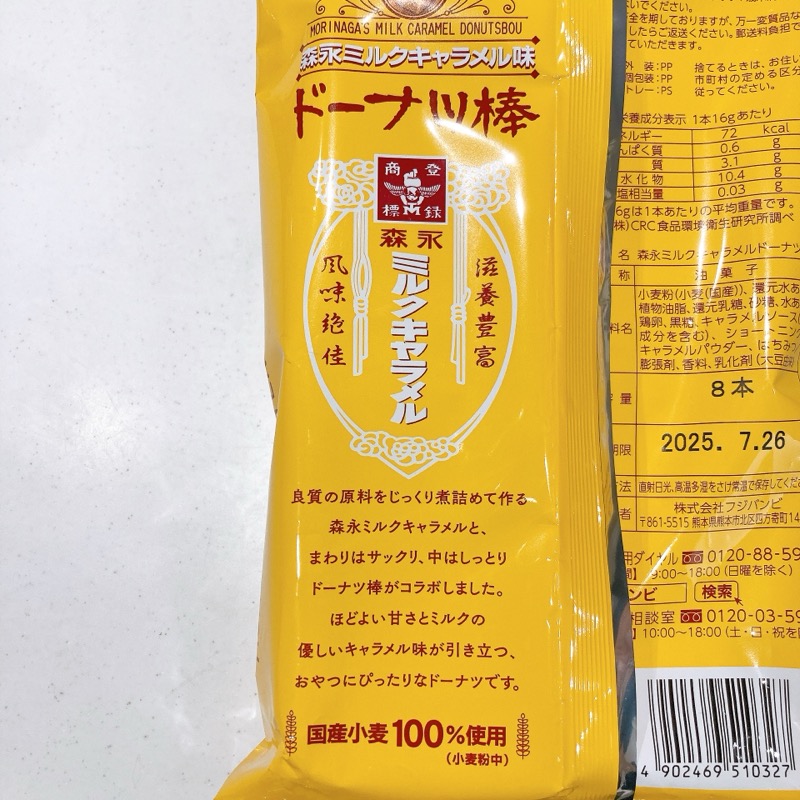 MORINAGA'S MILK CARAMEL DONUTSBOU
森永ミルクキャラメル味
ドーナツ棒
商登
標録
森永
ミルクキャラメル
滋養豊富
風味絶佳
良質の原料をじっくり煮詰めて作る
森永ミルクキャラメルと、
まわりはサックリ、中はしっとり
ドーナツ棒がコラボしました。
ほどよい甘さとミルクの
優しいキャラメル味が引き立つ、
おやつにぴったりなドーナツです。
国産小麦100%使用
(小麦粉中)
いでください。
金を期しておりますが、万一変質品な
したらご返送ください。郵送料負担で
ていただきます。
外装:PP 捨てるときは、お住い
個包装:PP 市町村の定める区分
トレー:PS 従ってください。
栄養成分表示 1本16gあたり
ネルギー 72 kcal
んぱく質 0.6 g
質 3.1 g
水化物 10.4 g
塩相当量 0.03 g
6gは1本あたりの平均重量です。
株)CRC食品環境衛生研究所調べ
名 森永ミルクキャラメルドーナツ
称 油菓子
小麦粉(小麦(国産))、還元水あ
植物油脂、還元乳糖、砂糖、水あ
料名 鶏卵、黒糖、キャラメルソース(
成分を含む)、ショートニング
キャラメルパウダー、はちみつ
膨張剤、香料、乳化剤(大豆由来)
量 8本
期限 2025. 7.26
方法 直射日光、高温多湿をさけ常温で保存してくださ
者 株式会社フジバンビ
〒861-5515 熊本県熊本市北区四方寄町14
用ダイヤル 0120-88-59
間】 9:00〜18:00 (日曜を除く)
ンビ 検索
相談室 0120-03-59
】10:00〜18:00 (土・日・祝を
4 902469 510327